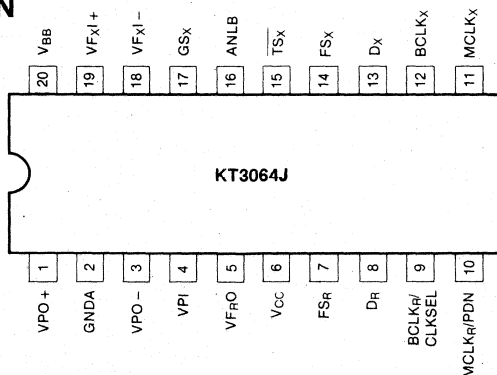 N
VBB
VFXI+
VFXI−
GSX
ANLB
TSX
FSX
DX
BCLKX
MCLKX
20
19
18
17
16
15
14
13
12
11
KT3064J
1
2
3
4
5
6
7
8
9
10
VPO+
GNDA
VPO−
VPI
VFRO
VCC
FSR
DR
BCLKR/
CLKSEL
MCLKR/PDN